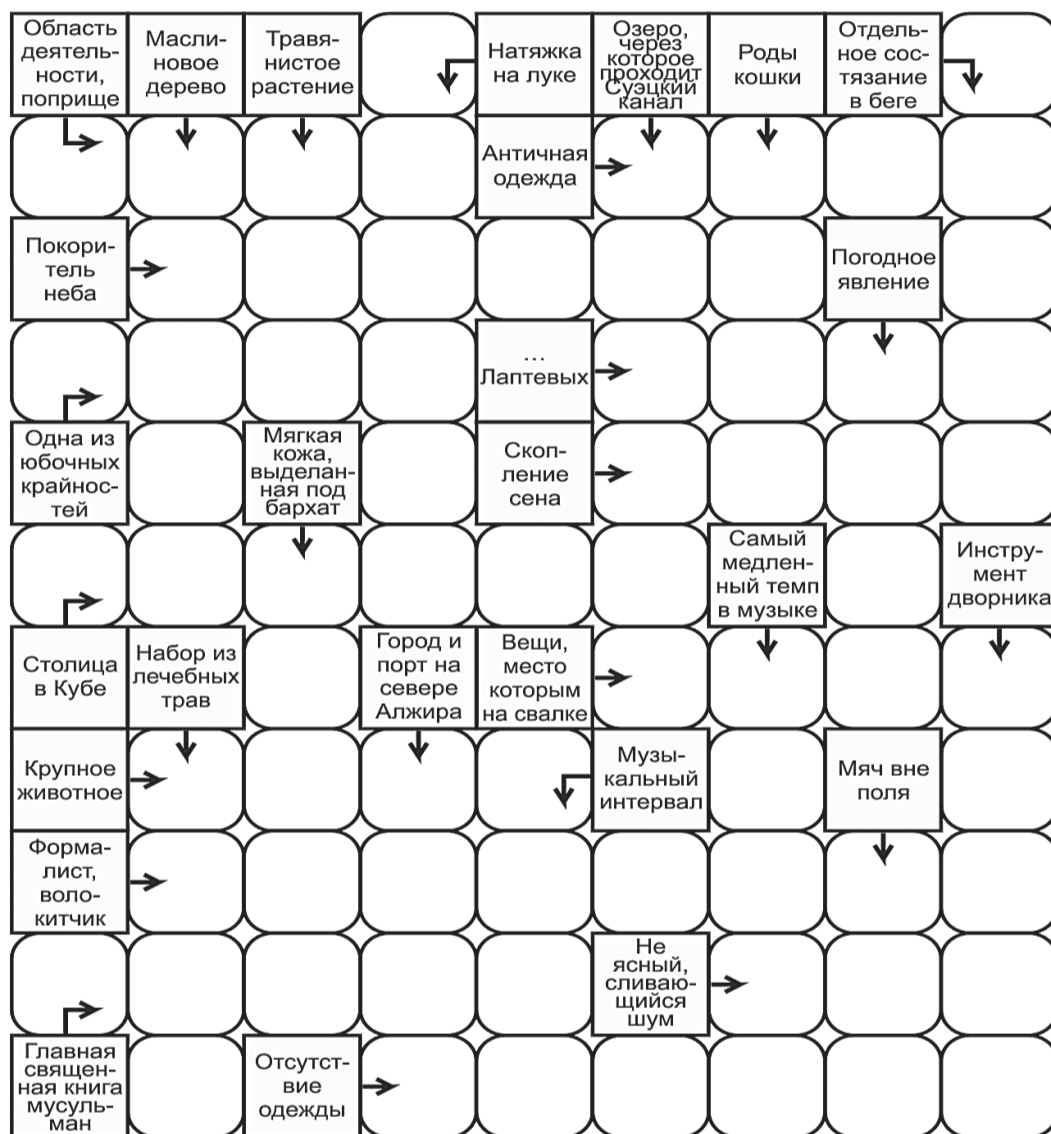 Область
деятель-
ности,
поприще
Масли-
новое
дерево
Травя-
нистое
растение
Натяжка
на луке
Озеро,
через
которое
проходит
Суэцкий
канал
Роды
кошки
Отдель-
ное сос-
тязание
в беге
Античная
одежда
Покори-
тель
неба
Погодное
явление
...
Лаптевых
Одна из
юбочных
крайнос-
тей
Мягкая
кожа,
выделан-
ная под
бархат
Скоп-
ление
сена
Самый
медлен-
ный темп
в музыке
Инстру-
мент
дворника
Столица
в Кубе
Набор из
лечебных
трав
Город и
порт на
севере
Алжира
Вещи,
место
которым
на свалке
Крупное
животное
Музы-
кальный
интервал
Мяч вне
поля
Форма-
лист,
воло-
китчик
Не
ясный,
сливаю-
щийся
шум
Главная
священ-
ная книга
мусуль-
ман
Отсутст-
вие
одежды